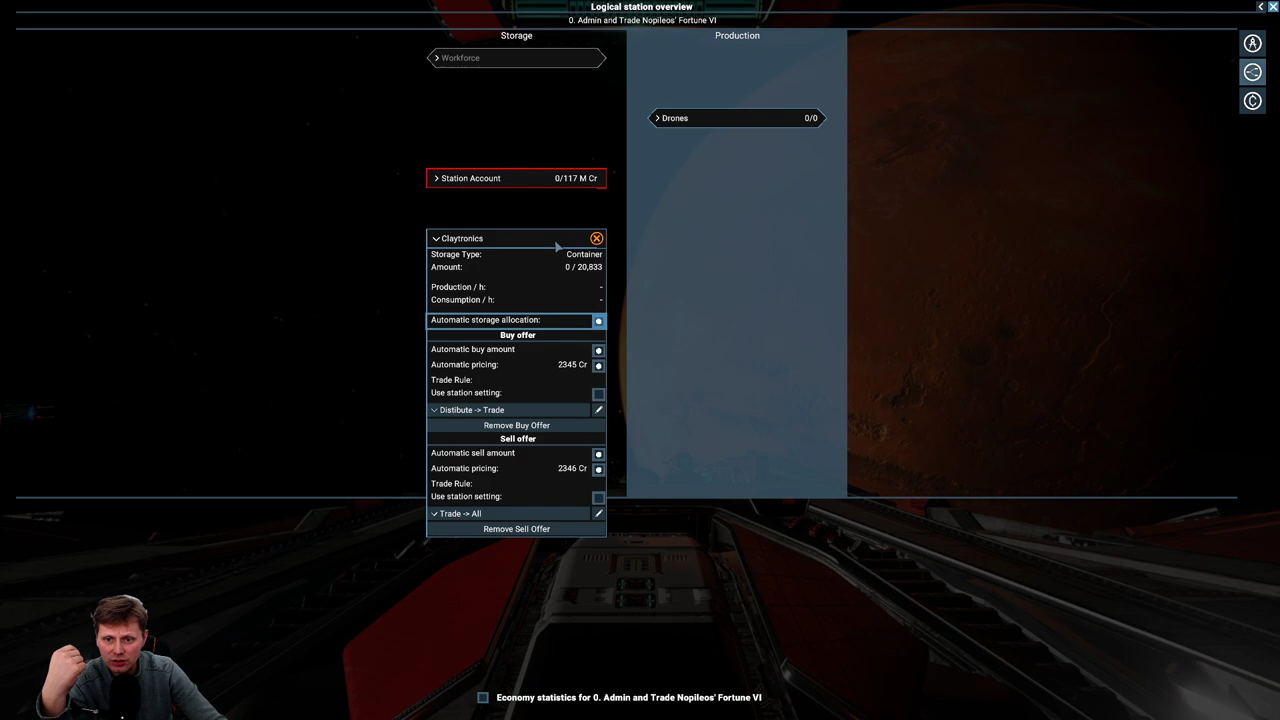 Logical station overview
0. Admin and Trade Nopileos' Fortune VI
Storage
Production
Workforce
Drones 0/0
Station Account 0/117 M Cr
Claytronics
Storage Type: Container
Amount: 0 / 20,833
Production / h: -
Consumption / h: -
Automatic storage allocation:
Buy offer
Automatic buy amount
Automatic pricing: 2345 Cr
Trade Rule:
Use station setting:
Distibute -> Trade
Remove Buy Offer
Sell offer
Automatic sell amount
Automatic pricing: 2346 Cr
Trade Rule:
Use station setting:
Trade -> All
Remove Sell Offer
Economy statistics for 0. Admin and Trade Nopileos' Fortune VI